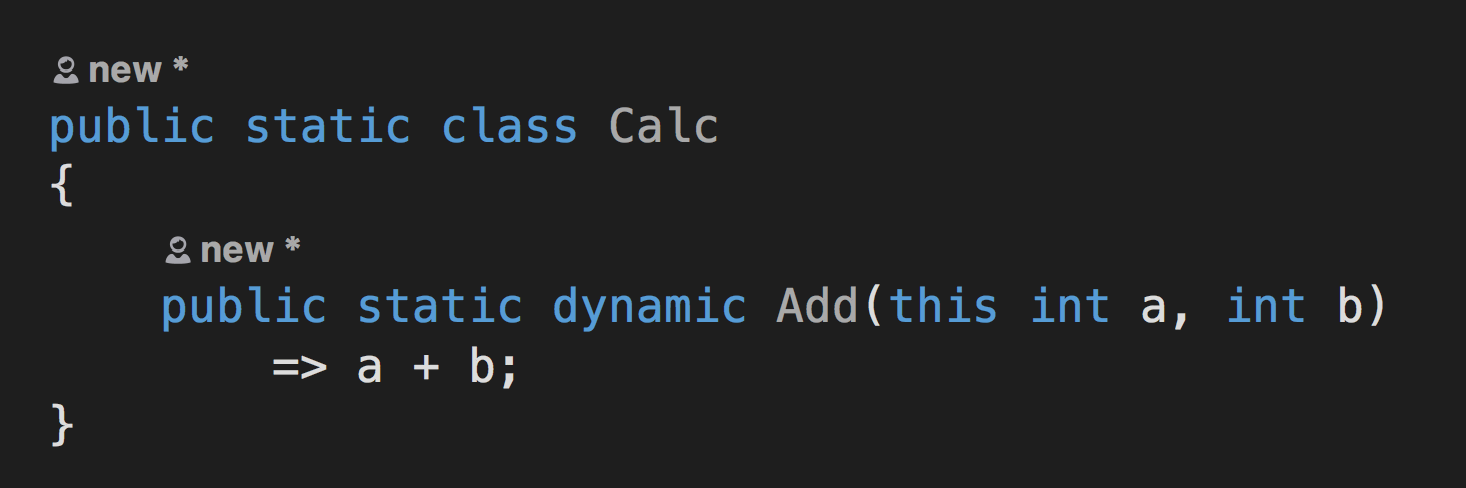 new *
public static class Calc
{
new *
public static dynamic Add(this int a, int b)
=> a + b;
}